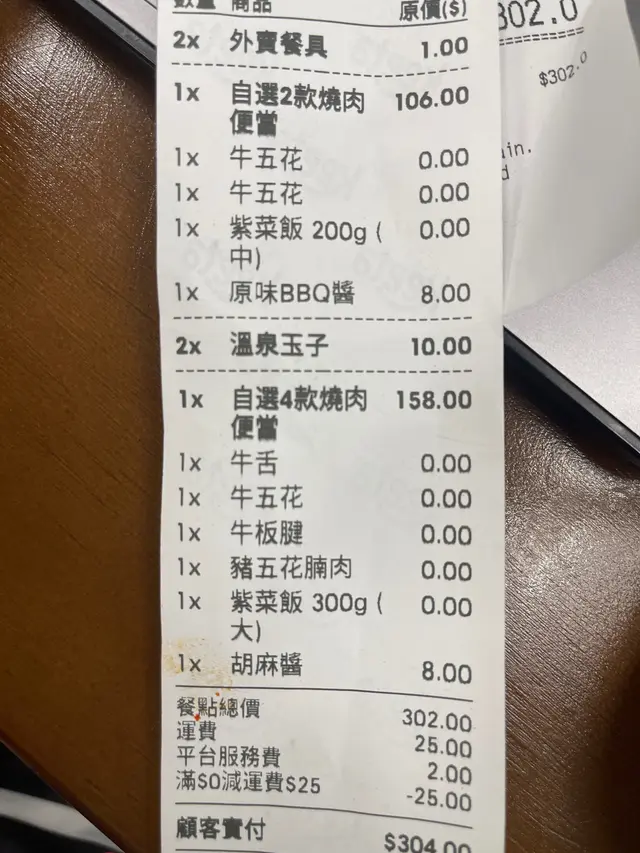 數量 商品 原價($)
2x 外賣餐具 1.00
1x 自選2款燒肉 106.00
便當
1x 牛五花 0.00
1x 牛五花 0.00
1x 紫菜飯 200g ( 0.00
中)
1x 原味BBQ醬 8.00
2x 溫泉玉子 10.00
1x 自選4款燒肉 158.00
便當
1x 牛舌 0.00
1x 牛五花 0.00
1x 牛板腱 0.00
1x 豬五花腩肉 0.00
1x 紫菜飯 300g ( 0.00
大)
1x 胡麻醬 8.00
餐點總價 302.00
運費 25.00
平台服務費 2.00
滿$0減運費$25 -25.00
顧客實付 $304.00
302.0
$302.0